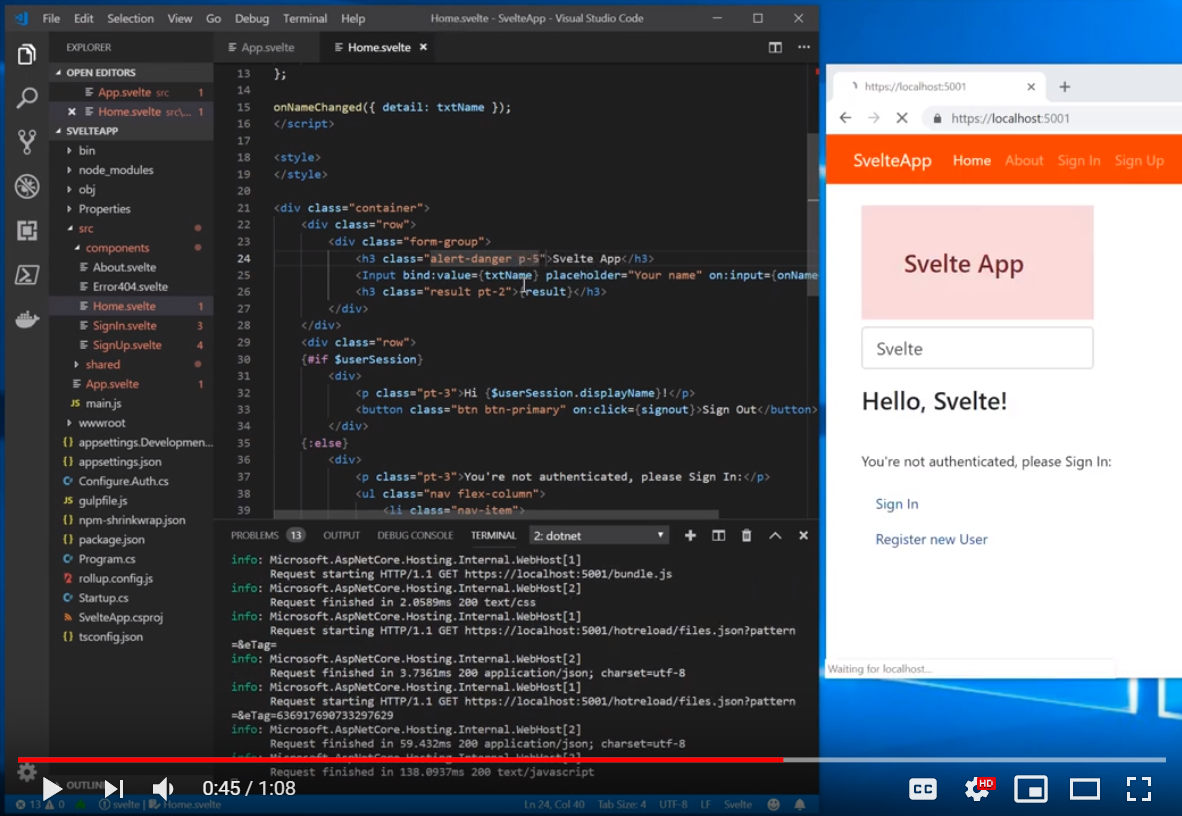 File Edit Selection View Go Debug Terminal Help Home.svelte - SvelteApp - Visual Studio Code
EXPLORER
OPEN EDITORS
App.svelte src 1
Home.svelte src\... 1
SVELTEAPP
bin
node_modules
obj
Properties
src
components
About.svelte
Error404.svelte
Home.svelte 1
SignIn.svelte 3
SignUp.svelte 4
shared
App.svelte 1
JS main.js
wwwroot
{} appsettings.Developmen...
{} appsettings.json
C# Configure.Auth.cs
JS gulpfile.js
{} npm-shrinkwrap.json
{} package.json
C# Program.cs
rollup.config.js
C# Startup.cs
SvelteApp.csproj
{} tsconfig.json
OUTLIN
App.svelte Home.svelte
13 };
14
15 onNameChanged({ detail: txtName });
16 </script>
17
18 <style>
19 </style>
20
21 <div class="container">
22 <div class="row">
23 <div class="form-group">
24 <h3 class="alert-danger p-5">Svelte App</h3>
25 <Input bind:value={txtName} placeholder="Your name" on:input={onName
26 <h3 class="result pt-2">{result}</h3>
27 </div>
28 </div>
29 <div class="row">
30 {#if $userSession}
31 <div>
32 <p class="pt-3">Hi {$userSession.displayName}!</p>
33 <button class="btn btn-primary" on:click={signout}>Sign Out</button>
34 </div>
35 {:else}
36 <div>
37 <p class="pt-3">You're not authenticated, please Sign In:</p>
38 <ul class="nav flex-column">
39 <li class="nav-item">
PROBLEMS 13 OUTPUT DEBUG CONSOLE TERMINAL 2: dotnet
info: Microsoft.AspNetCore.Hosting.Internal.WebHost[1]
Request starting HTTP/1.1 GET https://localhost:5001/bundle.js
info: Microsoft.AspNetCore.Hosting.Internal.WebHost[2]
Request finished in 2.0589ms 200 text/css
info: Microsoft.AspNetCore.Hosting.Internal.WebHost[1]
Request starting HTTP/1.1 GET https://localhost:5001/hotreload/files.json?pattern
=&eTag=
info: Microsoft.AspNetCore.Hosting.Internal.WebHost[2]
Request finished in 3.7361ms 200 application/json; charset=utf-8
info: Microsoft.AspNetCore.Hosting.Internal.WebHost[1]
Request starting HTTP/1.1 GET https://localhost:5001/hotreload/files.json?pattern
=&eTag=636917690733297629
info: Microsoft.AspNetCore.Hosting.Internal.WebHost[2]
Request finished in 59.432ms 200 application/json; charset=utf-8
info: Microsoft.AspNetCore.Hosting.Internal.WebHost[2]
Request finished in 138.0937ms 200 text/javascript
https://localhost:5001
https://localhost:5001
SvelteApp Home About Sign In Sign Up
Svelte App
Svelte
Hello, Svelte!
You're not authenticated, please Sign In:
Sign In
Register new User
Waiting for localhost...
0:45 / 1:08
CC HD
13 0 svelte Home.svelte Ln 24, Col 40 Tab Size: 4 UTF-8 LF Svelte